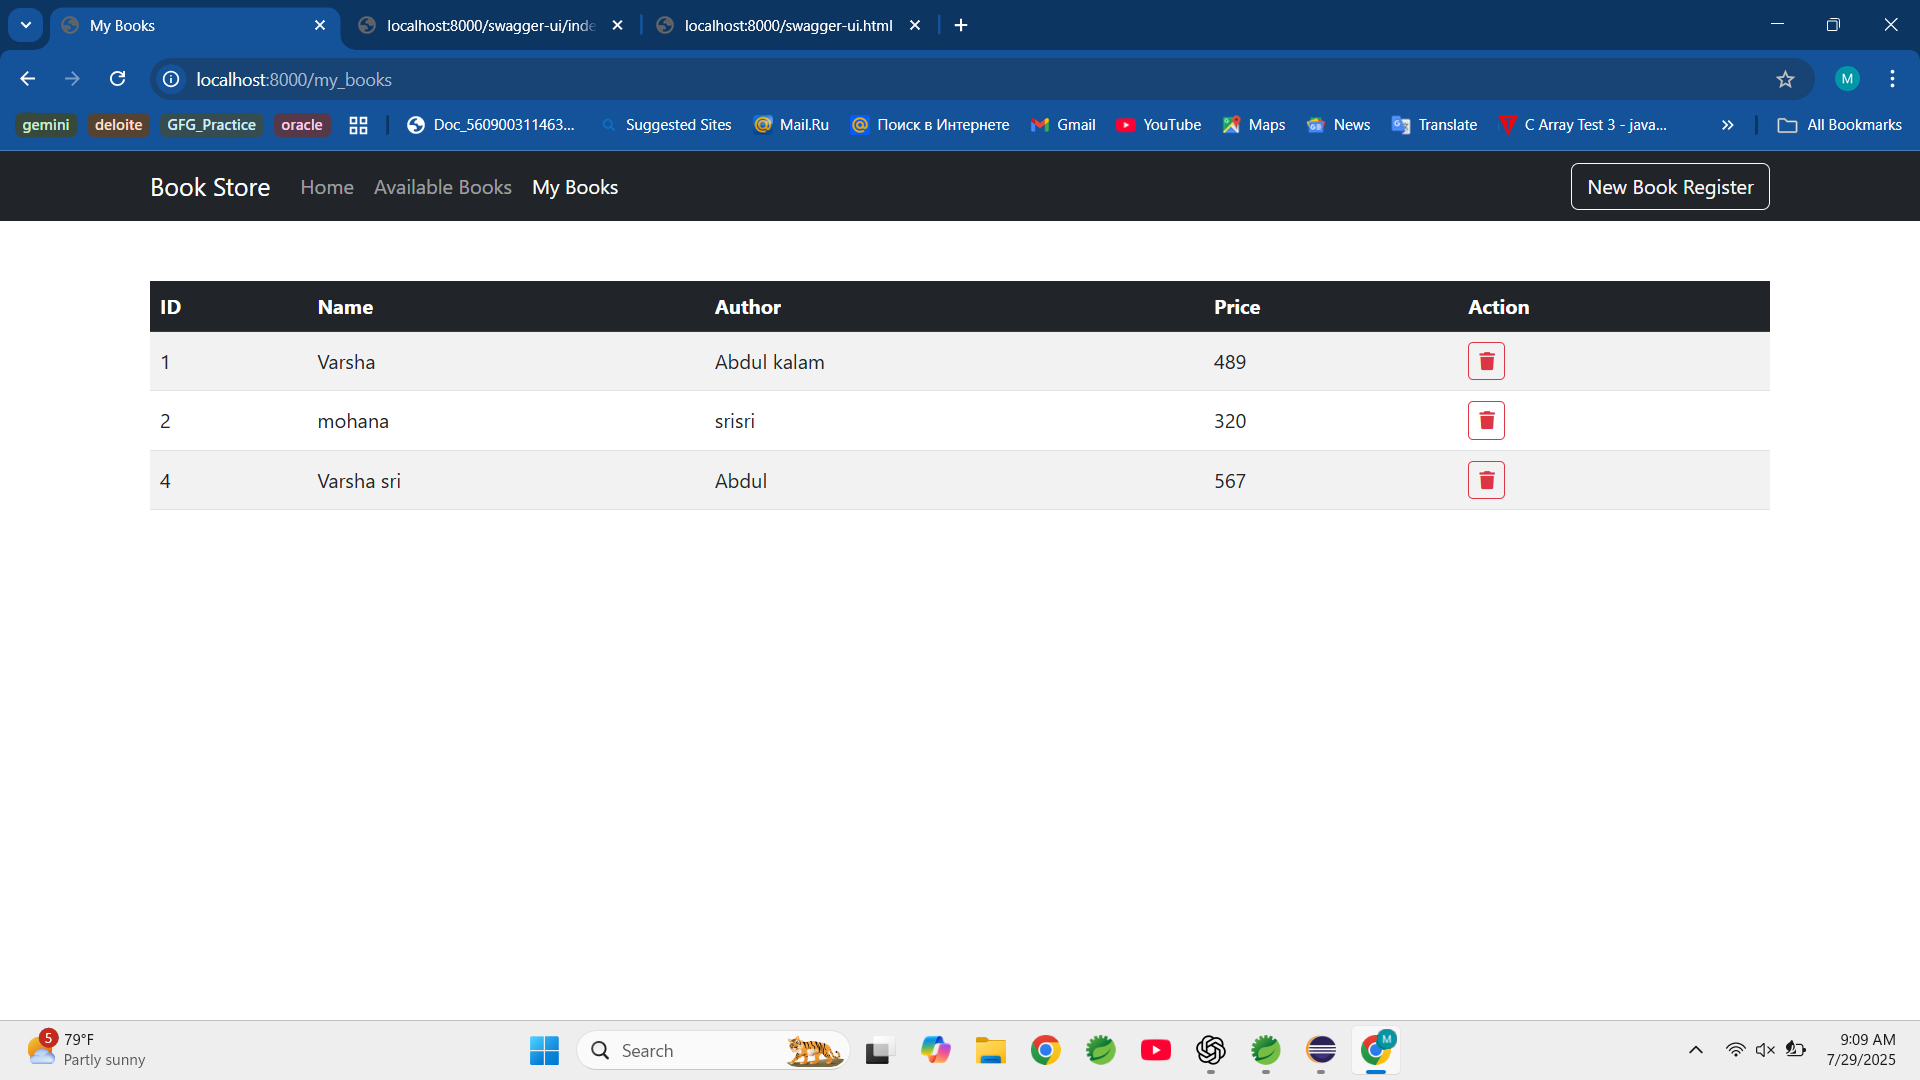 My Books
localhost:8000/swagger-ui/inde
localhost:8000/swagger-ui.html
localhost:8000/my_books
M
gemini
deloite
GFG_Practice
oracle
Doc_560900311463...
Suggested Sites
Mail.Ru
Поиск в Интернете
Gmail
YouTube
Maps
News
Translate
C Array Test 3 - java...
All Bookmarks
Book Store
Home
Available Books
My Books
New Book Register
ID Name Author Price Action
1 Varsha Abdul kalam 489
2 mohana srisri 320
4 Varsha sri Abdul 567
5
79°F
Partly sunny
Search
M
9:09 AM
7/29/2025